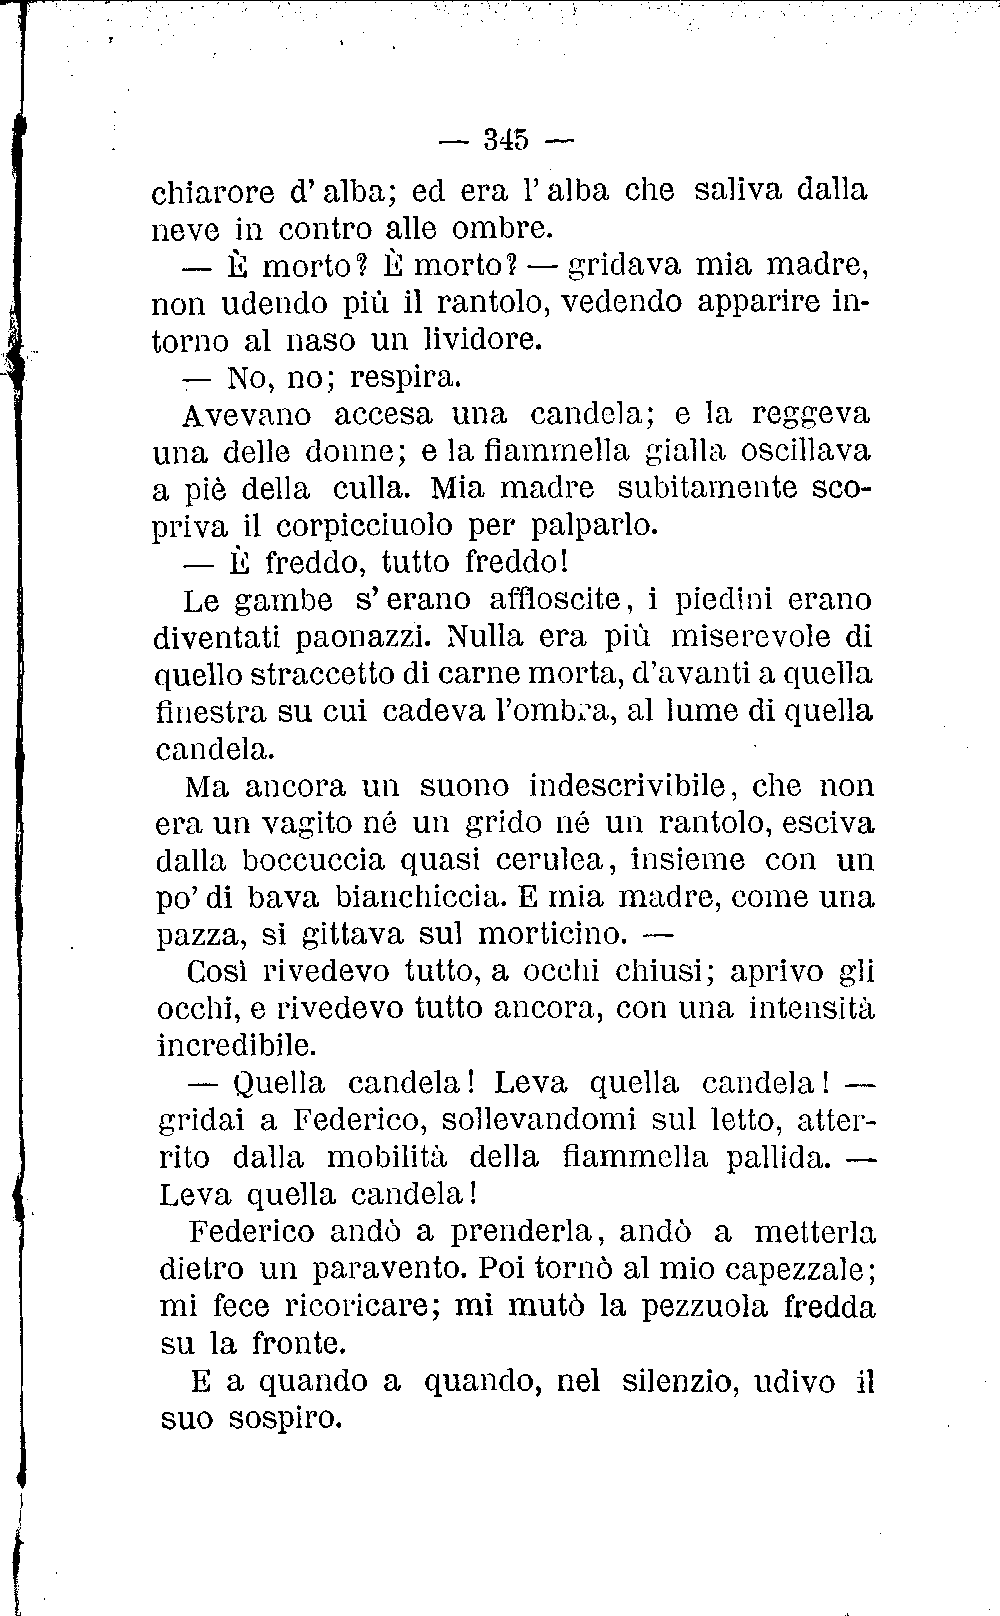 — 345 —
chiarore d' alba; ed era l' alba che saliva dalla
neve in contro alle ombre.
— È morto? È morto? — gridava mia madre,
non udendo più il rantolo, vedendo apparire in-
torno al naso un lividore.
— No, no; respira.
Avevano accesa una candela; e la reggeva
una delle donne; e la fiammella gialla oscillava
a piè della culla. Mia madre subitamente sco-
priva il corpicciuolo per palparlo.
— È freddo, tutto freddo!
Le gambe s' erano affloscite, i piedini erano
diventati paonazzi. Nulla era più miserevole di
quello straccetto di carne morta, d'avanti a quella
finestra su cui cadeva l'ombra, al lume di quella
candela.
Ma ancora un suono indescrivibile, che non
era un vagito né un grido né un rantolo, esciva
dalla boccuccia quasi cerulea, insieme con un
po' di bava bianchiccia. E mia madre, come una
pazza, si gittava sul morticino. —
Così rivedevo tutto, a occhi chiusi; aprivo gli
occhi, e rivedevo tutto ancora, con una intensità
incredibile.
— Quella candela! Leva quella candela! —
gridai a Federico, sollevandomi sul letto, atter-
rito dalla mobilità della fiammella pallida. —
Leva quella candela!
Federico andò a prenderla, andò a metterla
dietro un paravento. Poi tornò al mio capezzale;
mi fece ricoricare; mi mutò la pezzuola fredda
su la fronte.
E a quando a quando, nel silenzio, udivo il
suo sospiro.